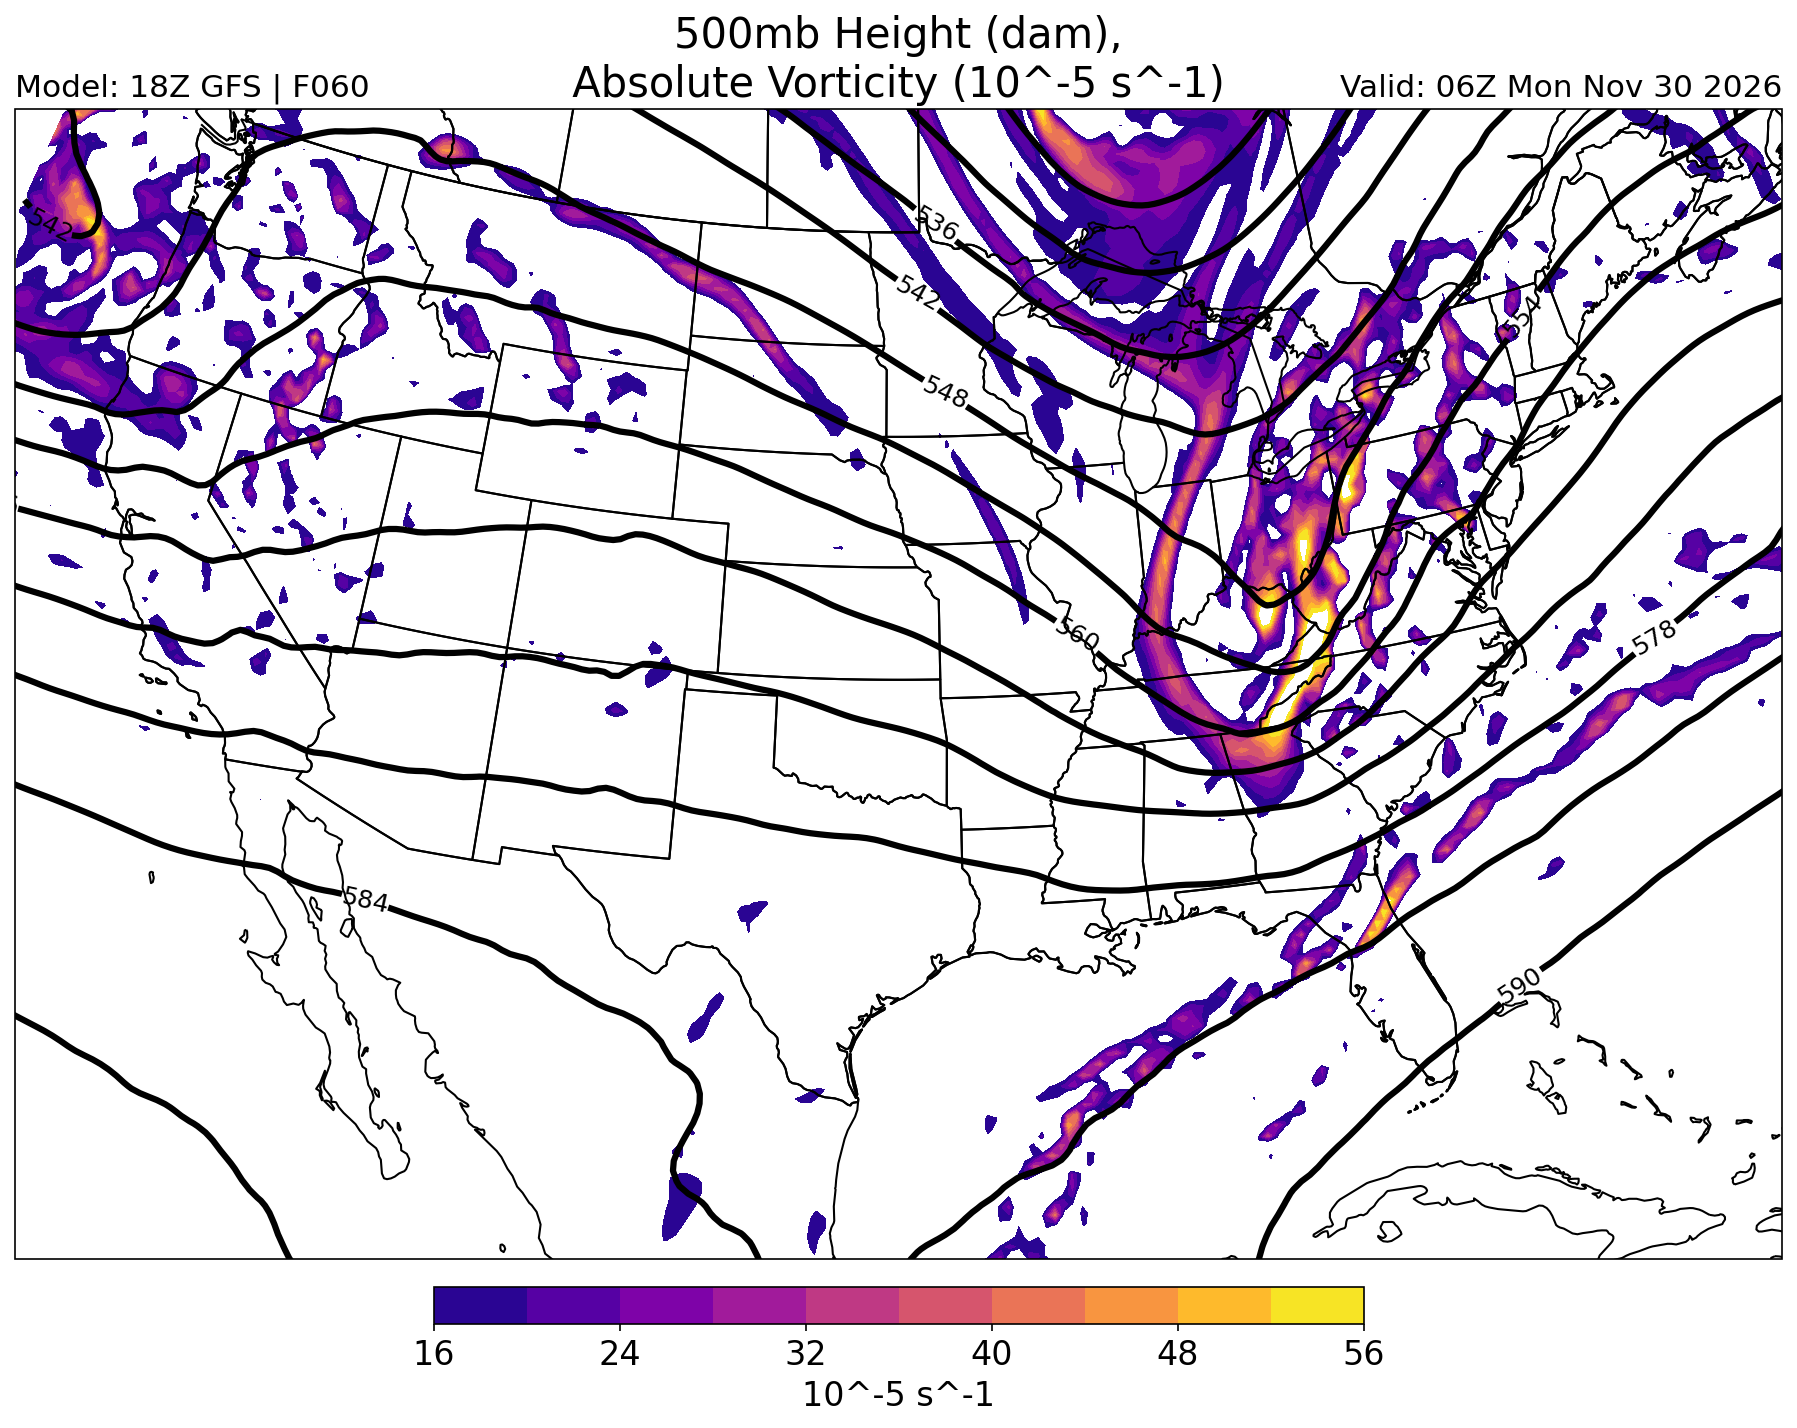 500mb Height (dam),
Absolute Vorticity (10^-5 s^-1)
Model: 18Z GFS | F060
Valid: 06Z Mon Nov 30 2026
542
536
542
554
548
560
578
584
590
16 24 32 40 48 56
10^-5 s^-1